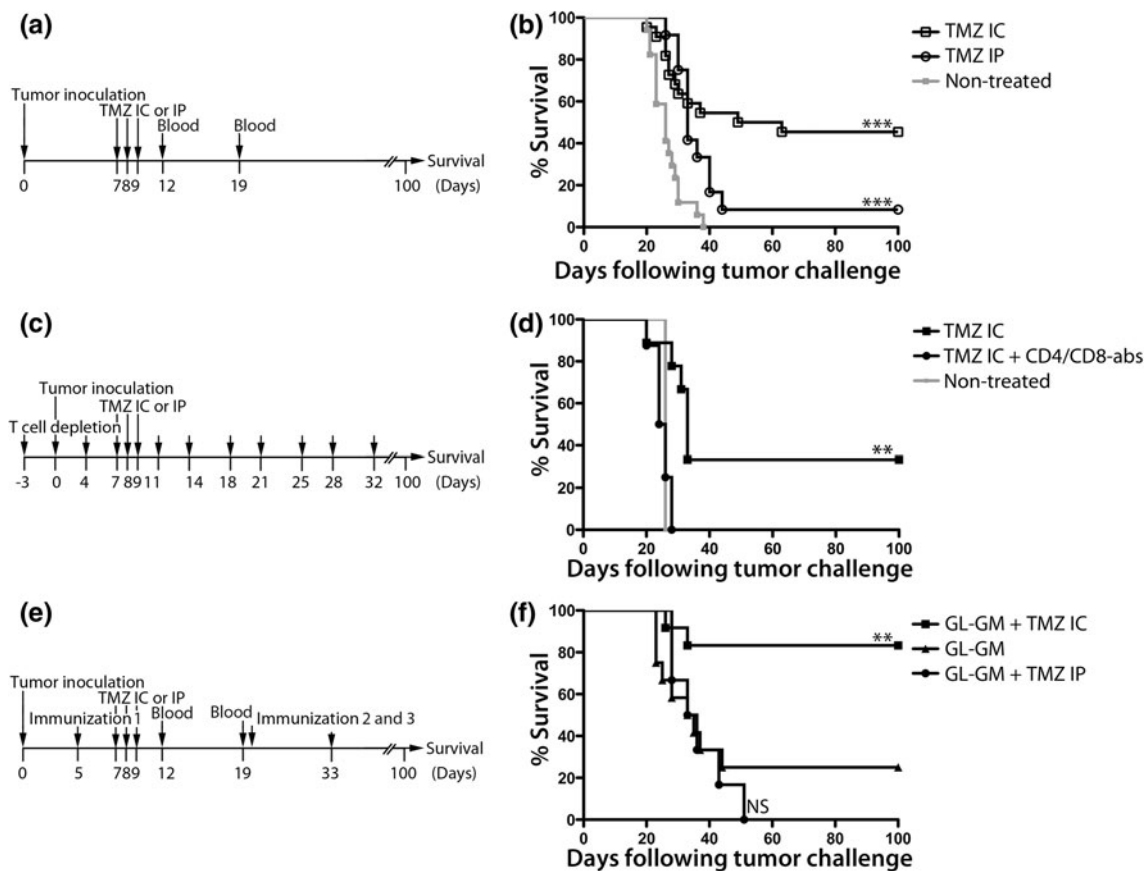 (a)
Tumor inoculation
TMZ IC or IP
Blood
Blood
Survival
0
7 8 9
12
19
100
(Days)
(b)
% Survival
100
80
60
40
20
0
0 20 40 60 80 100
Days following tumor challenge
***
***
TMZ IC
TMZ IP
Non-treated
(c)
Tumor inoculation
TMZ IC or IP
T cell depletion
Survival
-3 0 4 7 8 9 11 14 18 21 25 28 32 100 (Days)
(d)
% Survival
100
80
60
40
20
0
0 20 40 60 80 100
Days following tumor challenge
**
TMZ IC
TMZ IC + CD4/CD8-abs
Non-treated
(e)
Tumor inoculation
TMZ IC or IP
Immunization 1
Blood
Blood
Immunization 2 and 3
Survival
0 5 7 8 9 12 19 33 100 (Days)
(f)
% Survival
100
80
60
40
20
0
0 20 40 60 80 100
Days following tumor challenge
**
NS
GL-GM + TMZ IC
GL-GM
GL-GM + TMZ IP